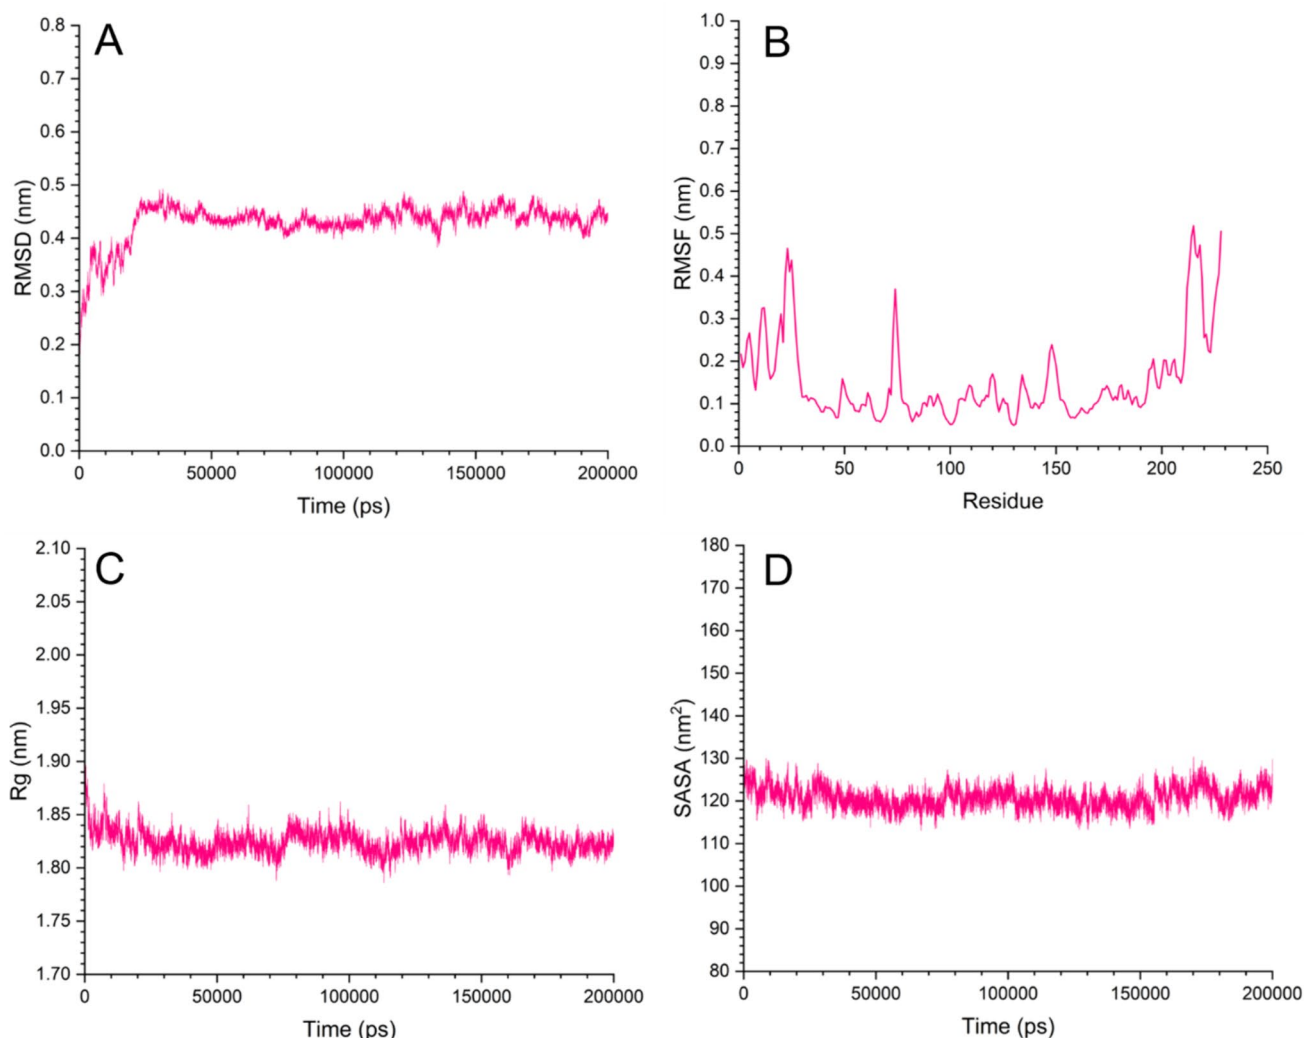 A
RMSD (nm)
0.8
0.7
0.6
0.5
0.4
0.3
0.2
0.1
0.0
0 50000 100000 150000 200000
Time (ps)
B
RMSF (nm)
1.0
0.9
0.8
0.7
0.6
0.5
0.4
0.3
0.2
0.1
0.0
0 50 100 150 200 250
Residue
C
Rg (nm)
2.10
2.05
2.00
1.95
1.90
1.85
1.80
1.75
1.70
0 50000 100000 150000 200000
Time (ps)
D
SASA (nm²)
180
170
160
150
140
130
120
110
100
90
80
0 50000 100000 150000 200000
Time (ps)